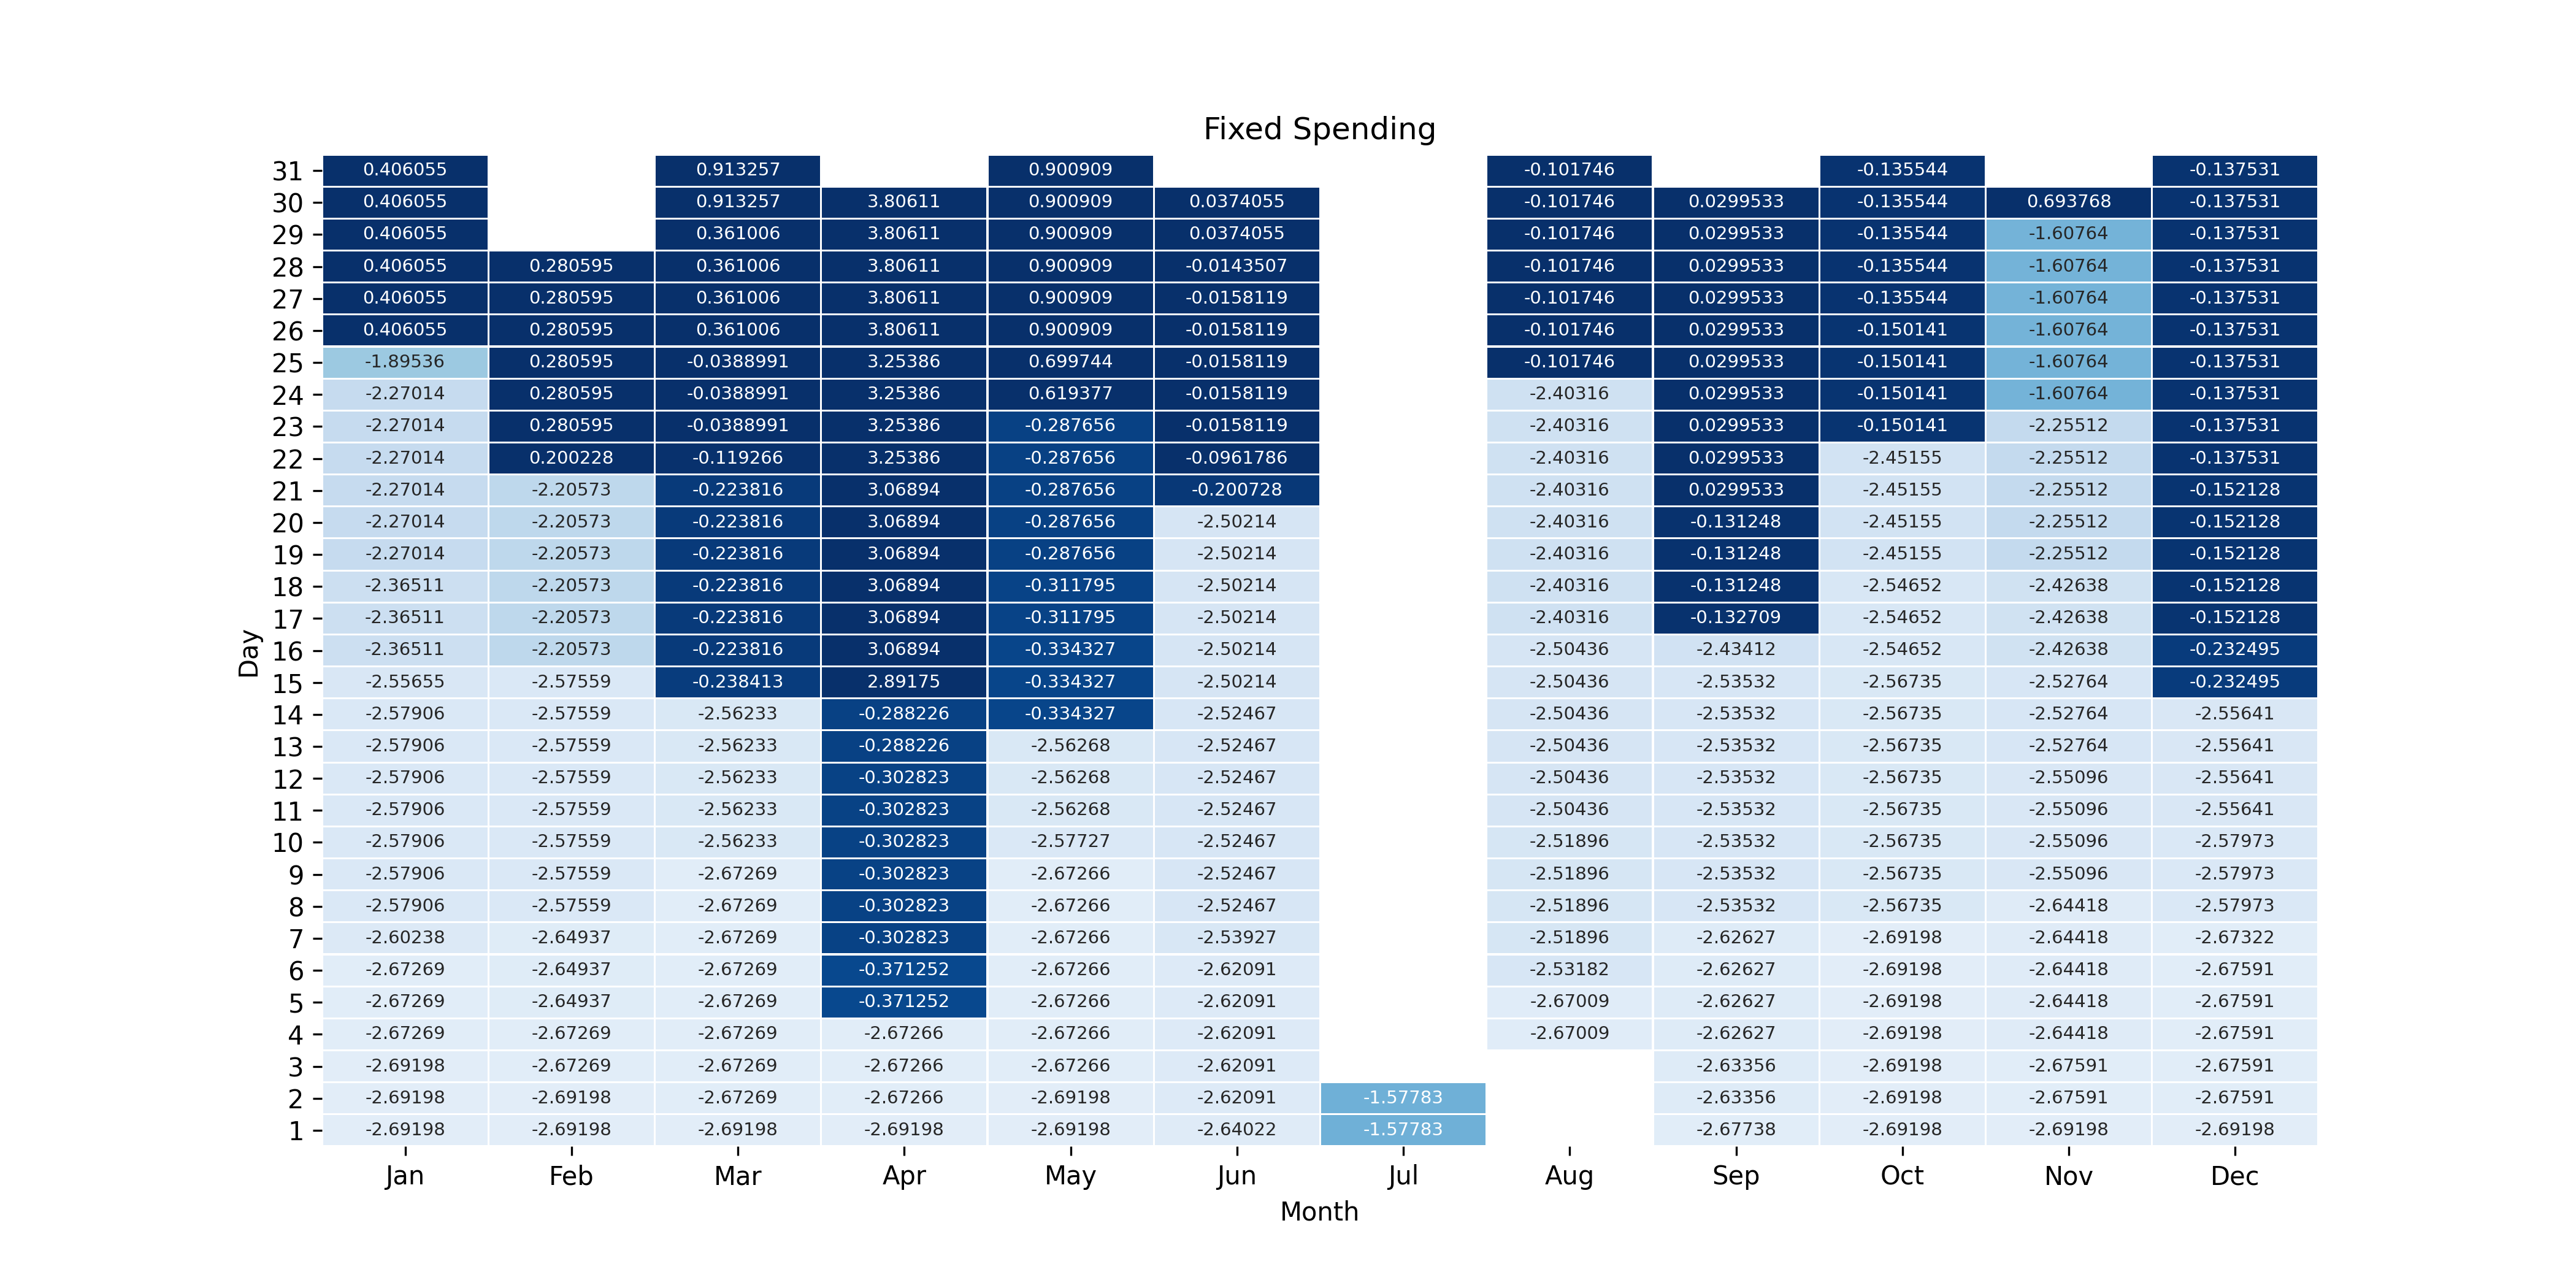 Fixed Spending
31 0.406055 0.913257 0.900909 -0.101746 -0.135544 -0.137531
30 0.406055 0.913257 3.80611 0.900909 0.0374055 -0.101746 0.0299533 -0.135544 0.693768 -0.137531
29 0.406055 0.361006 3.80611 0.900909 0.0374055 -0.101746 0.0299533 -0.135544 -1.60764 -0.137531
28 0.406055 0.280595 0.361006 3.80611 0.900909 -0.0143507 -0.101746 0.0299533 -0.135544 -1.60764 -0.137531
27 0.406055 0.280595 0.361006 3.80611 0.900909 -0.0158119 -0.101746 0.0299533 -0.135544 -1.60764 -0.137531
26 0.406055 0.280595 0.361006 3.80611 0.900909 -0.0158119 -0.101746 0.0299533 -0.150141 -1.60764 -0.137531
25 -1.89536 0.280595 -0.0388991 3.25386 0.699744 -0.0158119 -0.101746 0.0299533 -0.150141 -1.60764 -0.137531
24 -2.27014 0.280595 -0.0388991 3.25386 0.619377 -0.0158119 -2.40316 0.0299533 -0.150141 -1.60764 -0.137531
23 -2.27014 0.280595 -0.0388991 3.25386 -0.287656 -0.0158119 -2.40316 0.0299533 -0.150141 -2.25512 -0.137531
22 -2.27014 0.200228 -0.119266 3.25386 -0.287656 -0.0961786 -2.40316 0.0299533 -2.45155 -2.25512 -0.137531
21 -2.27014 -2.20573 -0.223816 3.06894 -0.287656 -0.200728 -2.40316 0.0299533 -2.45155 -2.25512 -0.152128
20 -2.27014 -2.20573 -0.223816 3.06894 -0.287656 -2.50214 -2.40316 -0.131248 -2.45155 -2.25512 -0.152128
19 -2.27014 -2.20573 -0.223816 3.06894 -0.287656 -2.50214 -2.40316 -0.131248 -2.45155 -2.25512 -0.152128
18 -2.36511 -2.20573 -0.223816 3.06894 -0.311795 -2.50214 -2.40316 -0.131248 -2.54652 -2.42638 -0.152128
17 -2.36511 -2.20573 -0.223816 3.06894 -0.311795 -2.50214 -2.40316 -0.132709 -2.54652 -2.42638 -0.152128
16 -2.36511 -2.20573 -0.223816 3.06894 -0.334327 -2.50214 -2.50436 -2.43412 -2.54652 -2.42638 -0.232495
15 -2.55655 -2.57559 -0.238413 2.89175 -0.334327 -2.50214 -2.50436 -2.53532 -2.56735 -2.52764 -0.232495
14 -2.57906 -2.57559 -2.56233 -0.288226 -0.334327 -2.52467 -2.50436 -2.53532 -2.56735 -2.52764 -2.55641
13 -2.57906 -2.57559 -2.56233 -0.288226 -2.56268 -2.52467 -2.50436 -2.53532 -2.56735 -2.52764 -2.55641
12 -2.57906 -2.57559 -2.56233 -0.302823 -2.56268 -2.52467 -2.50436 -2.53532 -2.56735 -2.55096 -2.55641
11 -2.57906 -2.57559 -2.56233 -0.302823 -2.56268 -2.52467 -2.50436 -2.53532 -2.56735 -2.55096 -2.55641
10 -2.57906 -2.57559 -2.56233 -0.302823 -2.57727 -2.52467 -2.51896 -2.53532 -2.56735 -2.55096 -2.57973
9 -2.57906 -2.57559 -2.67269 -0.302823 -2.67266 -2.52467 -2.51896 -2.53532 -2.56735 -2.55096 -2.57973
8 -2.57906 -2.57559 -2.67269 -0.302823 -2.67266 -2.52467 -2.51896 -2.53532 -2.56735 -2.64418 -2.57973
7 -2.60238 -2.64937 -2.67269 -0.302823 -2.67266 -2.53927 -2.51896 -2.62627 -2.69198 -2.64418 -2.67322
6 -2.67269 -2.64937 -2.67269 -0.371252 -2.67266 -2.62091 -2.53182 -2.62627 -2.69198 -2.64418 -2.67591
5 -2.67269 -2.64937 -2.67269 -0.371252 -2.67266 -2.62091 -2.67009 -2.62627 -2.69198 -2.64418 -2.67591
4 -2.67269 -2.67269 -2.67269 -2.67266 -2.67266 -2.62091 -2.67009 -2.62627 -2.69198 -2.64418 -2.67591
3 -2.69198 -2.67269 -2.67269 -2.67266 -2.67266 -2.62091 -2.63356 -2.69198 -2.67591 -2.67591
2 -2.69198 -2.69198 -2.67269 -2.67266 -2.69198 -2.62091 -1.57783 -2.63356 -2.69198 -2.67591 -2.67591
1 -2.69198 -2.69198 -2.69198 -2.69198 -2.69198 -2.64022 -1.57783 -2.67738 -2.69198 -2.69198 -2.69198
Jan Feb Mar Apr May Jun Jul Aug Sep Oct Nov Dec
Month
Day